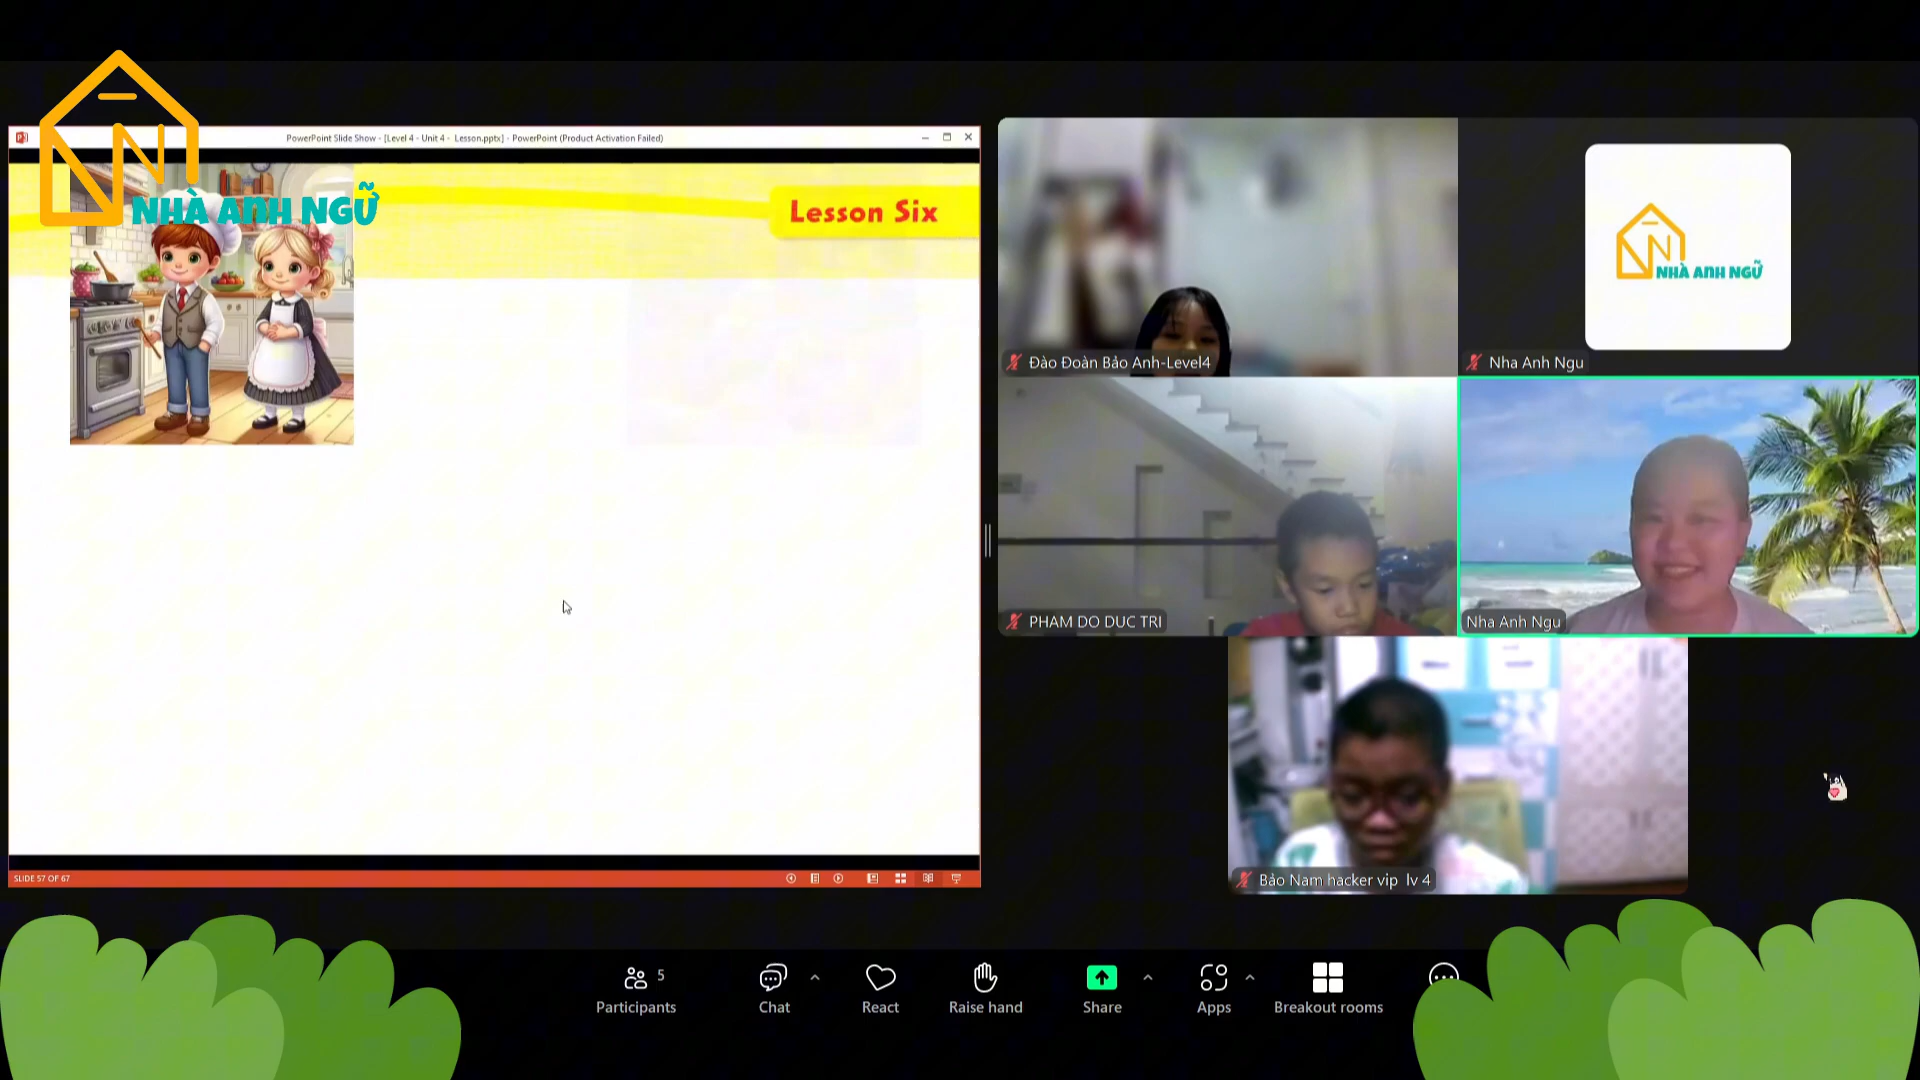 PowerPoint Slide Show - [Level 4 - Unit 4 - Lesson.pptx] - PowerPoint (Product Activation Failed)
NHÀ ANH NGỮ
Lesson Six
SLIDE 57 OF 67
Đào Đoàn Bảo Anh-Level4
NHÀ ANH NGỮ
Nha Anh Ngu
PHAM DO DUC TRI
Nha Anh Ngu
Bảo Nam hacker vip lv 4
5
Participants
Chat
React
Raise hand
Share
Apps
Breakout rooms